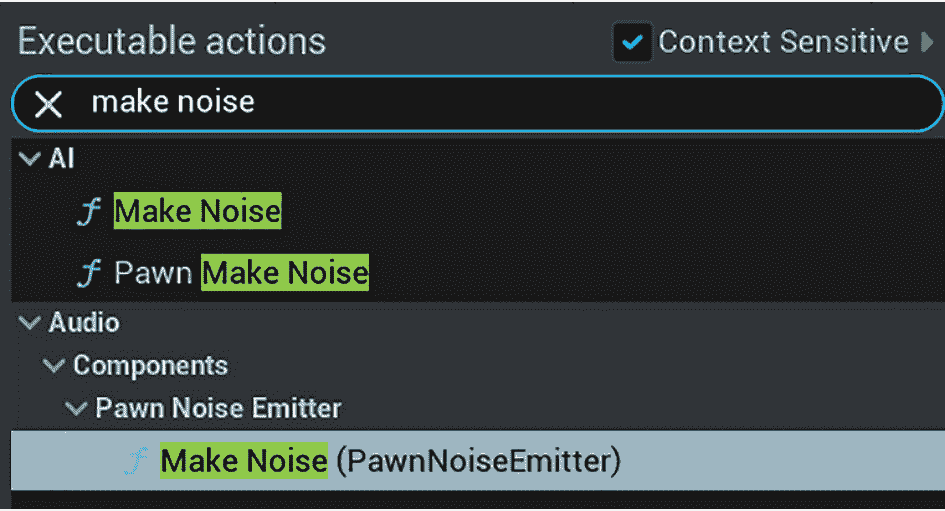 Executable actions Context Sensitive
make noise
AI
f Make Noise
f Pawn Make Noise
Audio
Components
Pawn Noise Emitter
f Make Noise (PawnNoiseEmitter)